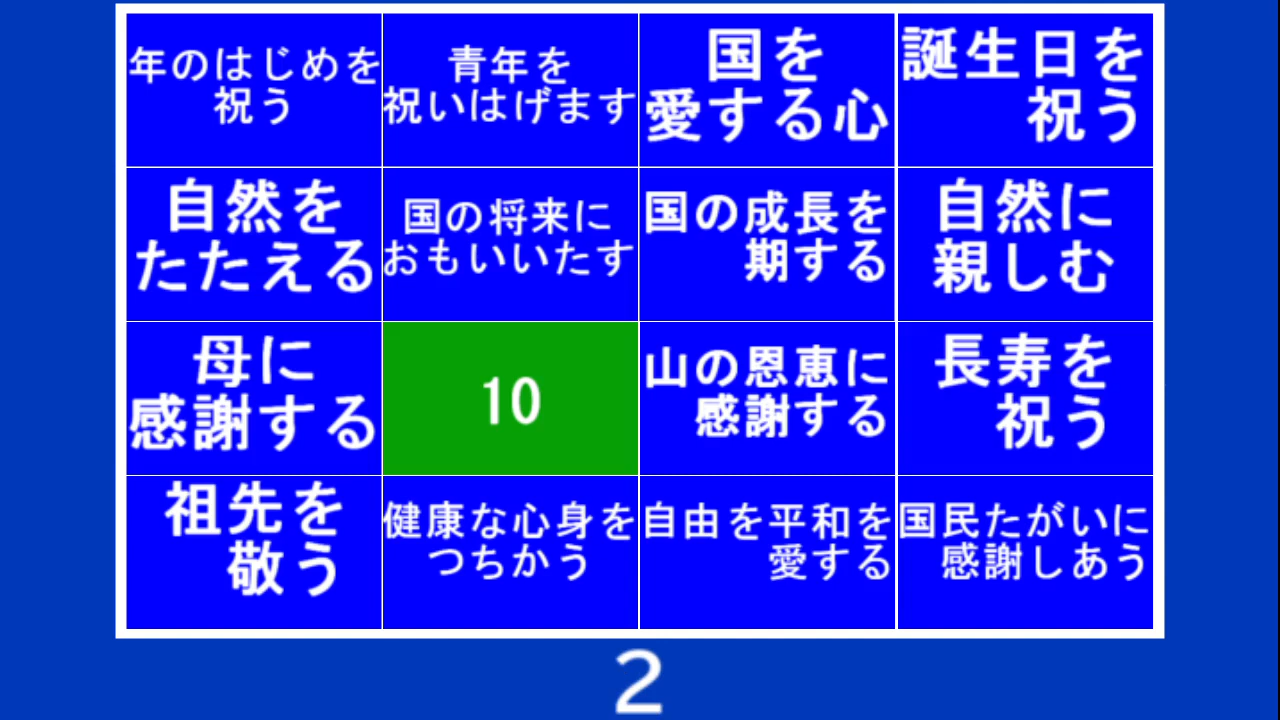 年のはじめを
祝う
青年を
祝いはげます
国を
愛する心
誕生日を
祝う
自然を
たたえる
国の将来に
おもいいたす
国の成長を
期する
自然に
親しむ
母に
感謝する
10
山の恩恵に
感謝する
長寿を
祝う
祖先を
敬う
健康な心身を
つちかう
自由を平和を
愛する
国民たがいに
感謝しあう
2